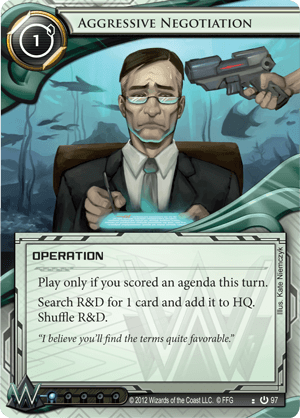 Aggressive Negotiation
1
OPERATION
Play only if you scored an agenda this turn.
Search R&D for 1 card and add it to HQ.
Shuffle R&D.
"I believe you'll find the terms quite favorable."
Illus. Kate Niemczyk
© 2012 Wizards of the Coast LLC. © FFG
97